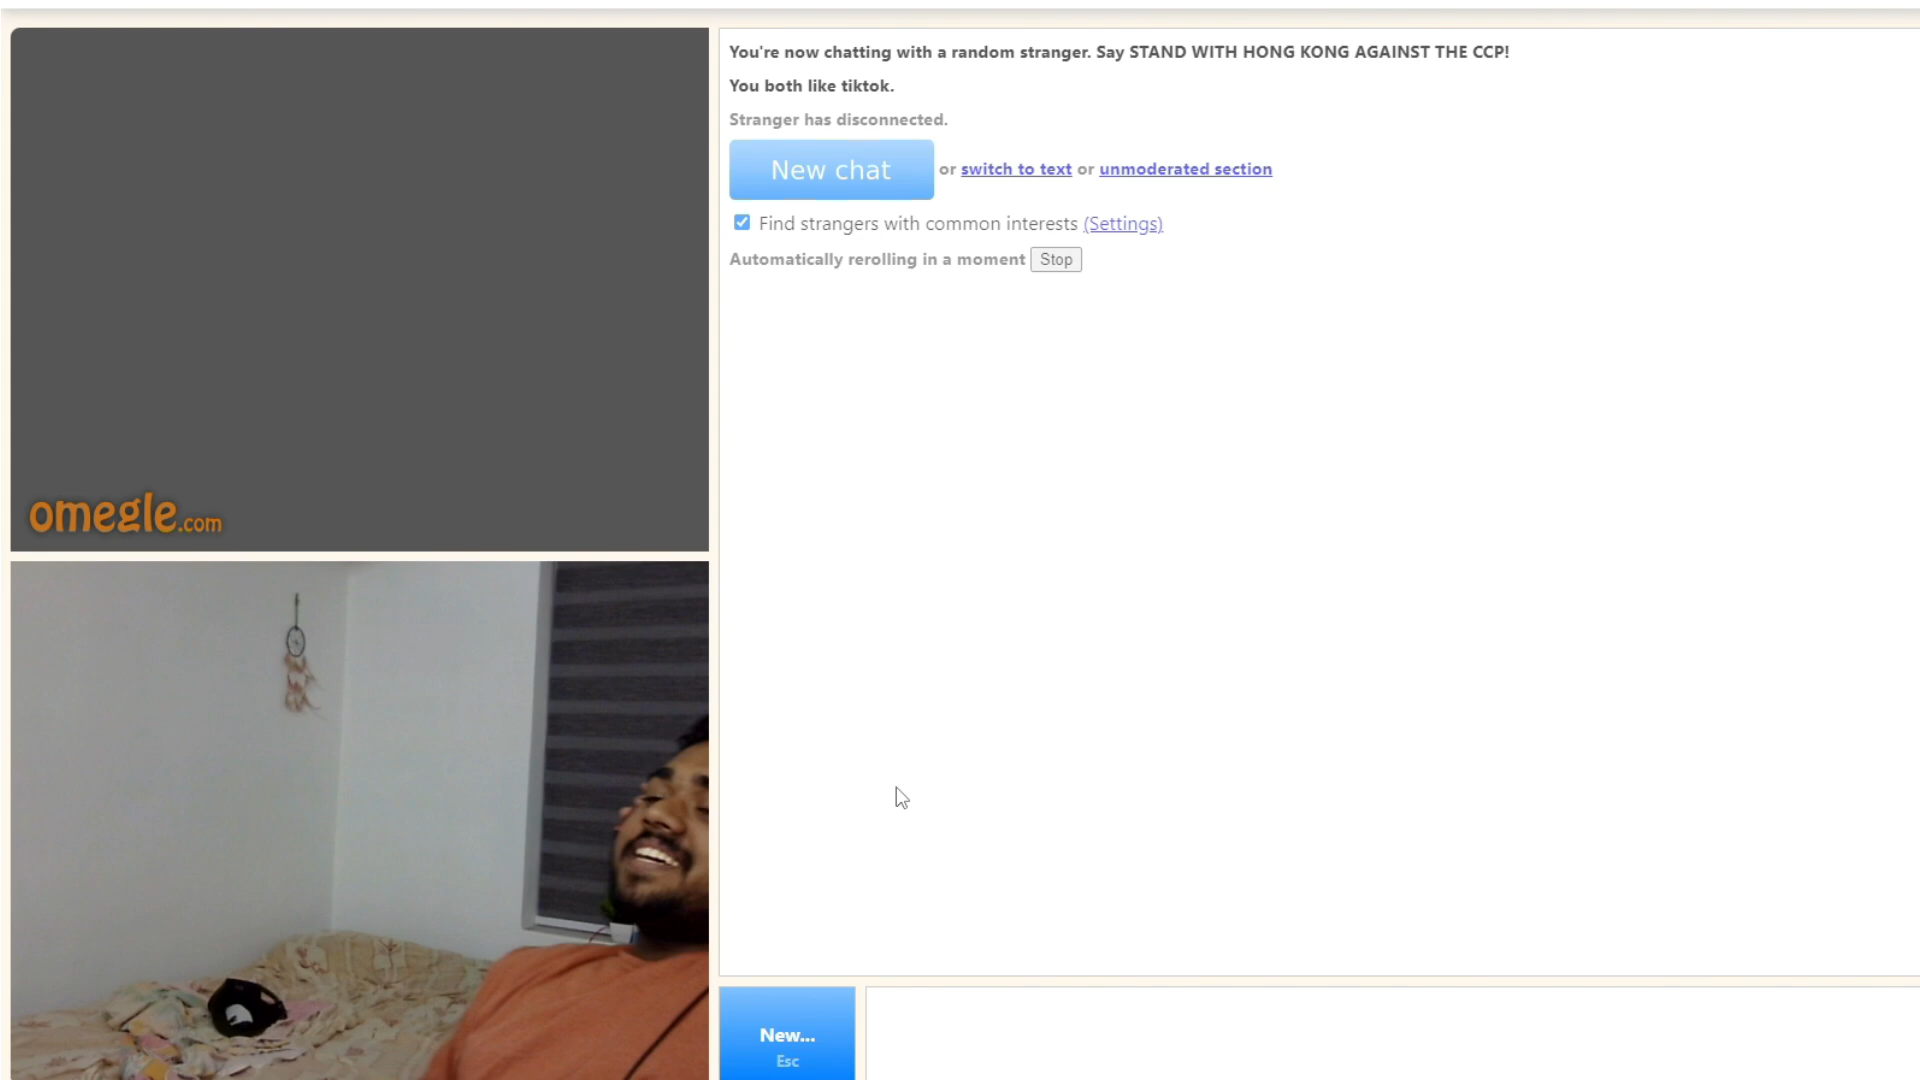 You're now chatting with a random stranger. Say STAND WITH HONG KONG AGAINST THE CCP!
You both like tiktok.
Stranger has disconnected.
New chat or switch to text or unmoderated section
Find strangers with common interests (Settings)
Automatically rerolling in a moment Stop
omegle.com
New...
Esc